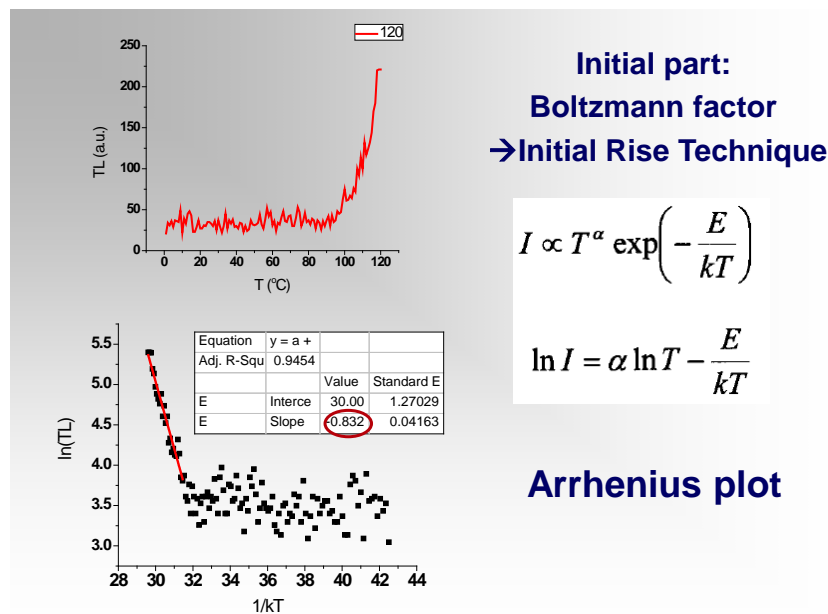 120
250
200
150
100
50
0
TL (a.u.)
0 20 40 60 80 100 120
T (°C)
Initial part:
Boltzmann factor
→Initial Rise Technique
I ∝ T^α exp(−E/kT)
ln I = α ln T − E/kT
Arrhenius plot
5.5
5.0
4.5
4.0
3.5
3.0
ln(TL)
Equation y = a +
Adj. R-Squ 0.9454
Value Standard E
E Interce 30.00 1.27029
E Slope -0.832 0.04163
28 30 32 34 36 38 40 42 44
1/kT